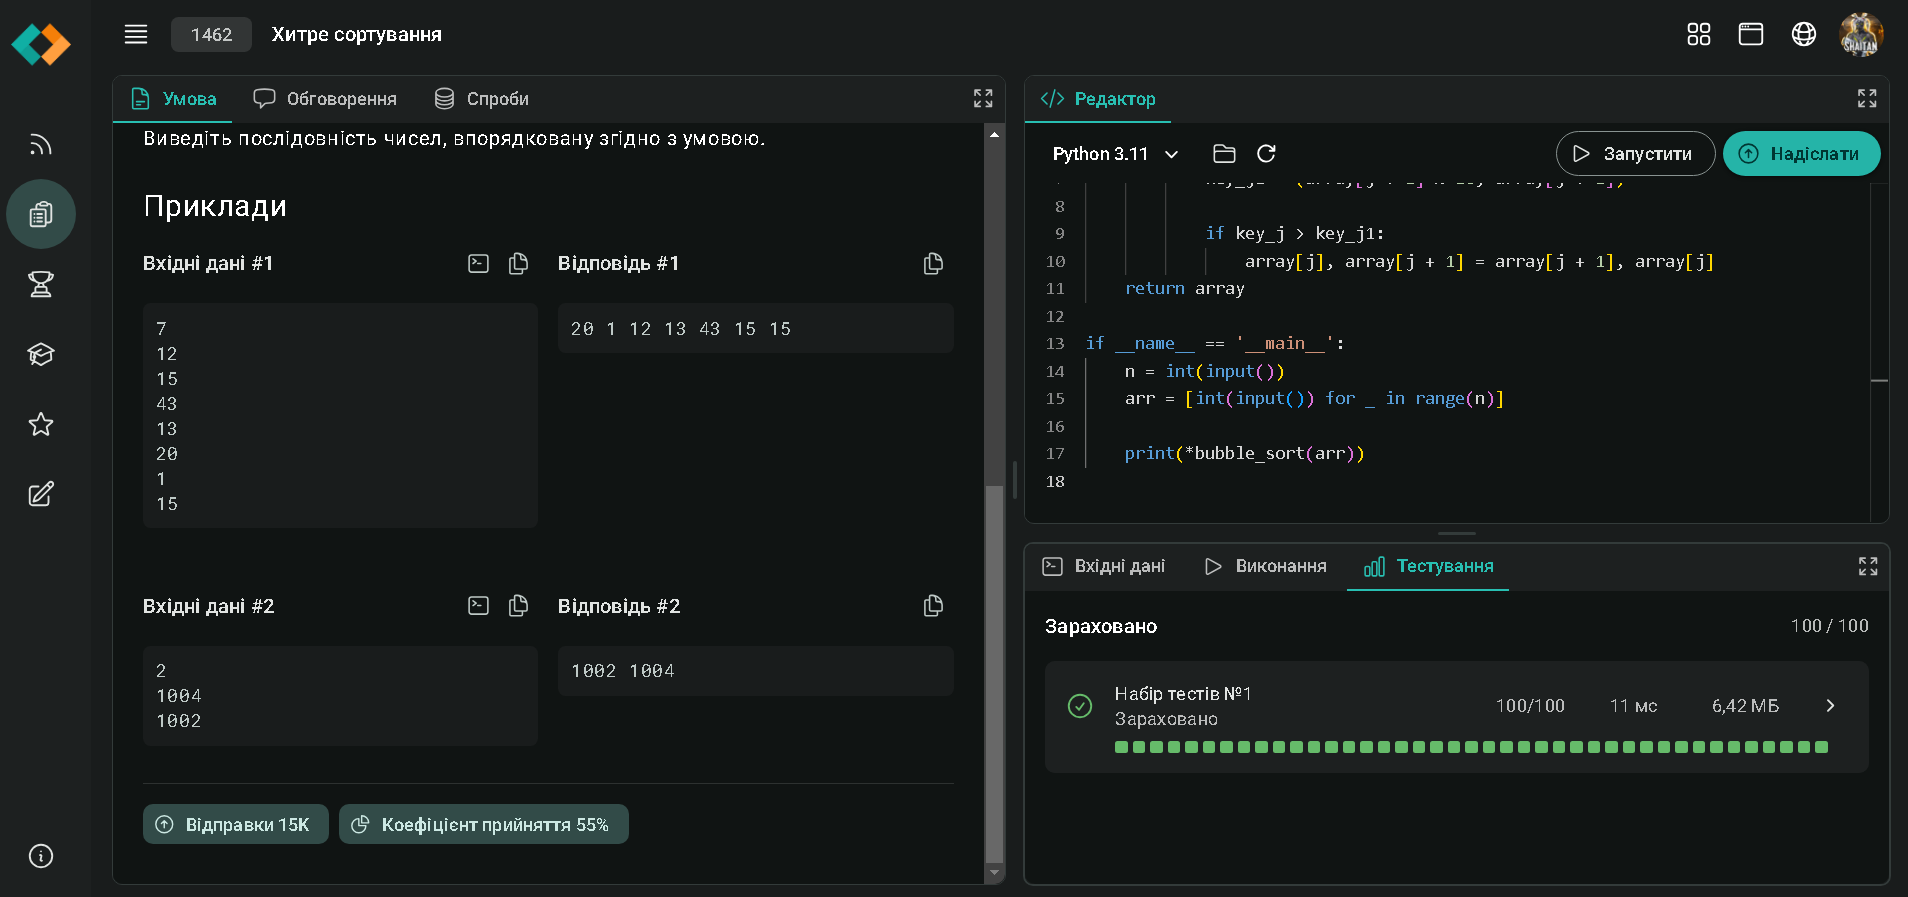 1462 Хитре сортування
Умова Обговорення Спроби
Виведіть послідовність чисел, впорядковану згідно з умовою.
Приклади
Вхідні дані #1 Відповідь #1
7
12
15
43
13
20
1
15
20 1 12 13 43 15 15
Вхідні дані #2 Відповідь #2
2
1004
1002
1002 1004
Відправки 15K Коефіцієнт прийняття 55%
Редактор
Python 3.11 Запустити Надіслати
8
9 if key_j > key_j1:
10 array[j], array[j + 1] = array[j + 1], array[j]
11 return array
12
13 if __name__ == '__main__':
14 n = int(input())
15 arr = [int(input()) for _ in range(n)]
16
17 print(*bubble_sort(arr))
18
Вхідні дані Виконання Тестування
Зараховано 100 / 100
Набір тестів №1 100/100 11 мс 6,42 МБ
Зараховано
SHAITAN